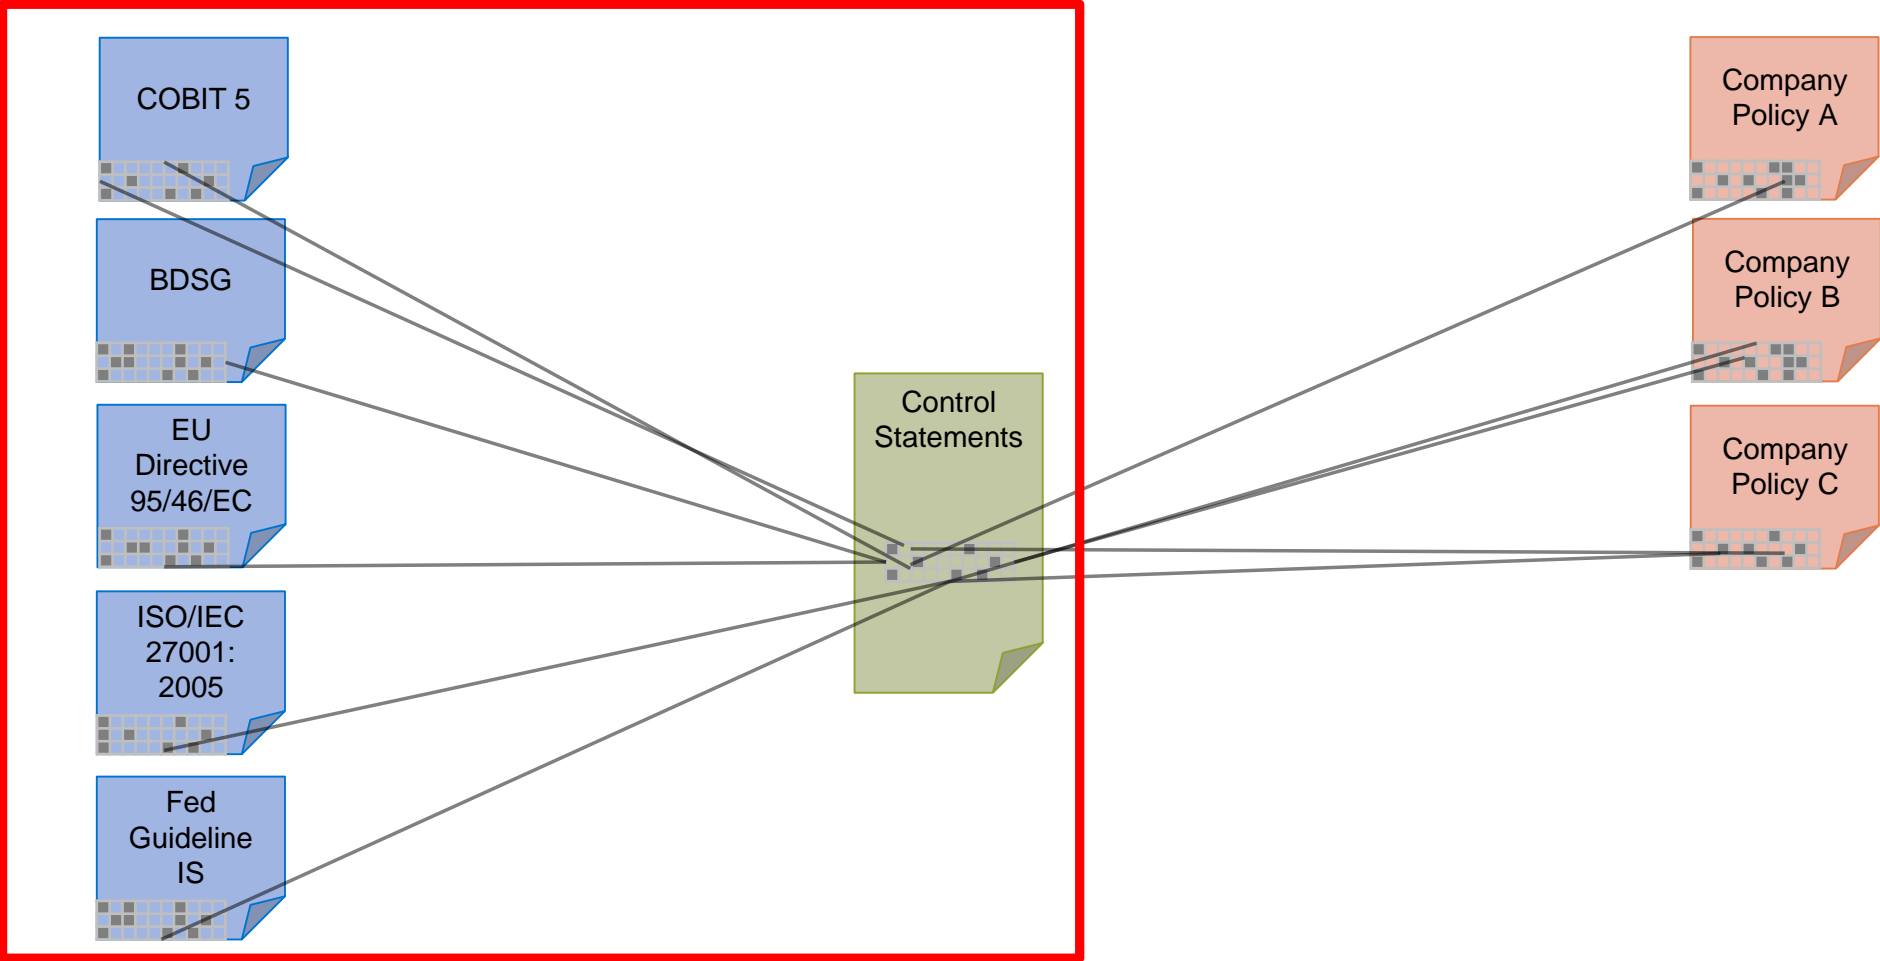 COBIT 5
BDSG
EU
Directive
95/46/EC
ISO/IEC
27001:
2005
Fed
Guideline
IS
Control
Statements
Company
Policy A
Company
Policy B
Company
Policy C